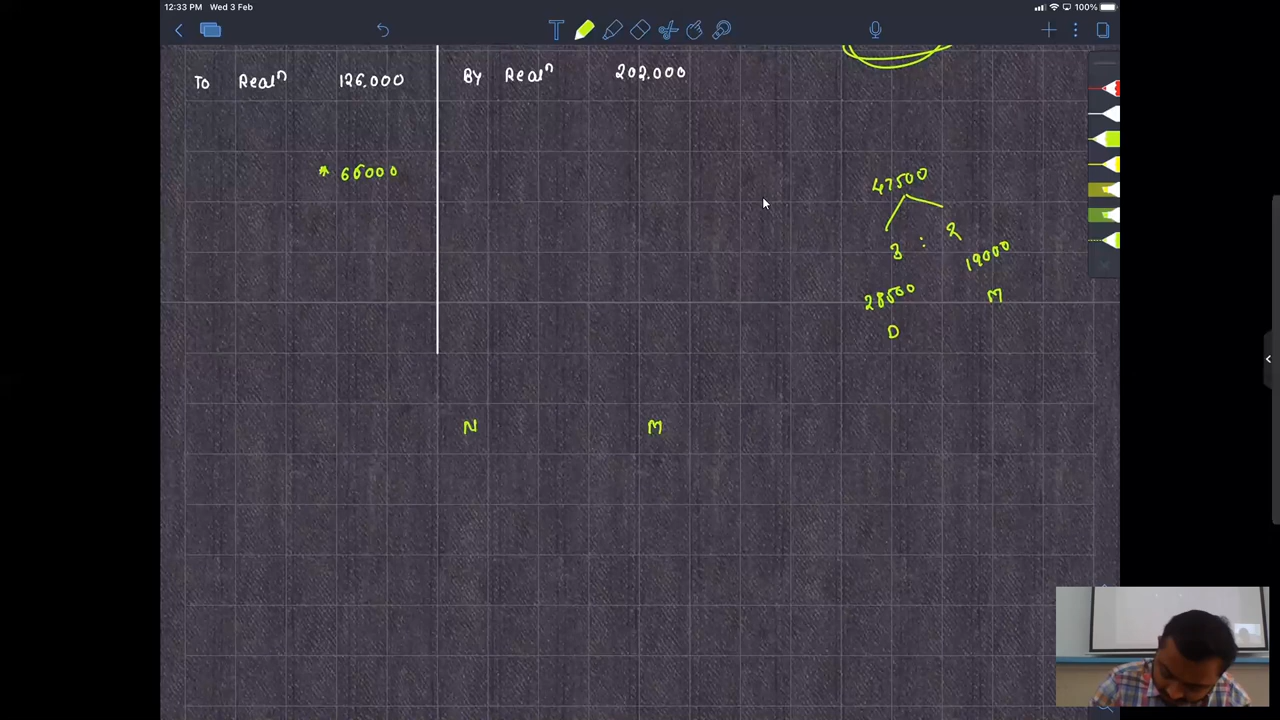 12:33 PM Wed 3 Feb
100%
T
To Realⁿ 126,000 By Realⁿ 202,000
* 66000
47500
3 : 2
28500 19000
D M
N M